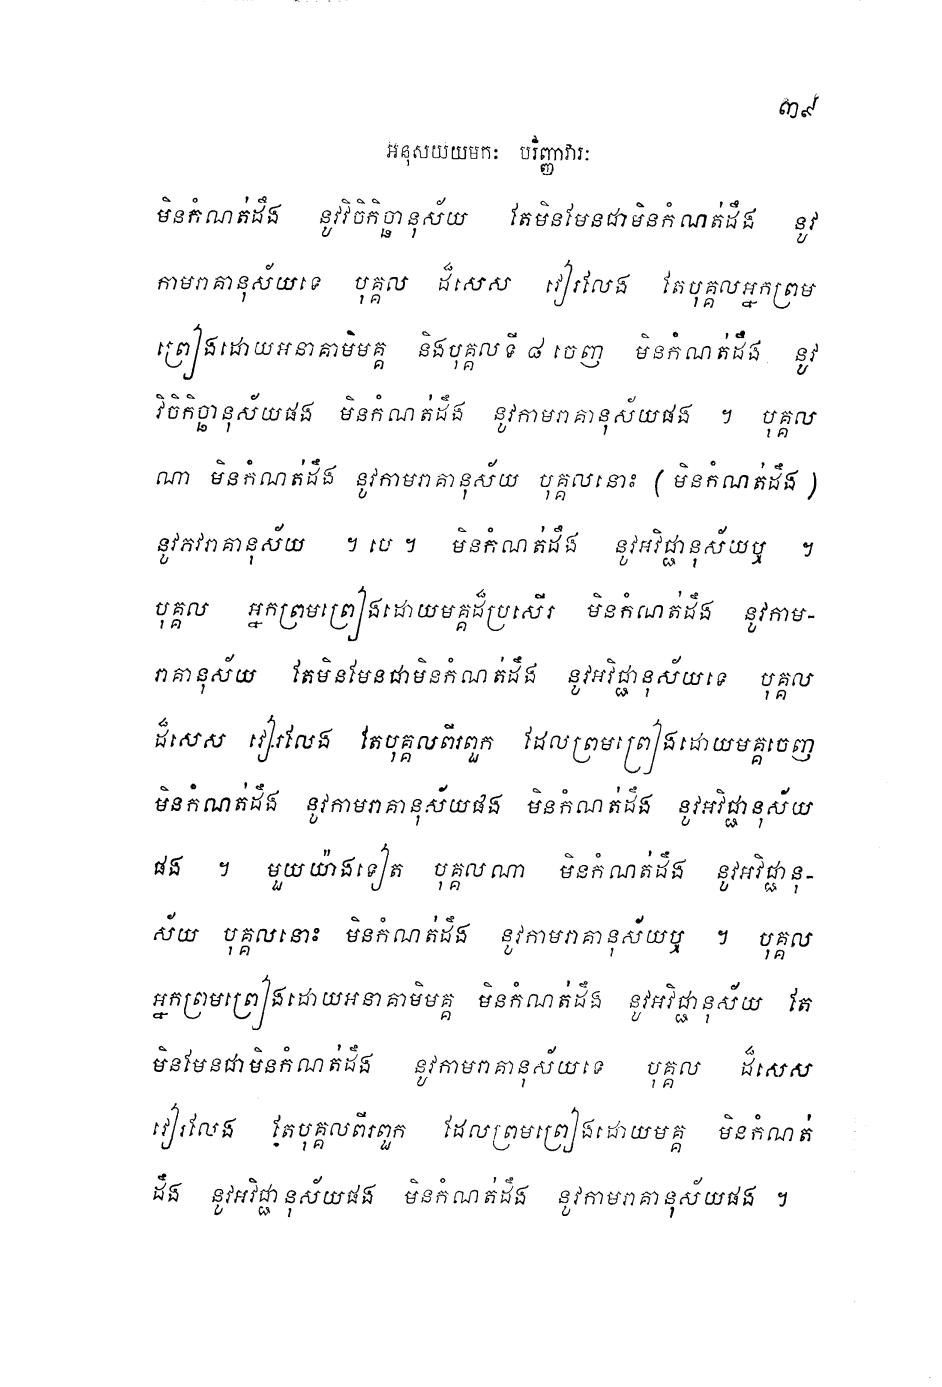 ៣៩
អនុសយយមកៈ បរិញ្ញាវារៈ
មិនកំណត់ដឹង នូវវិចិកិច្ឆានុស័យ តែមិនមែនជាមិនកំណត់ដឹង នូវ
កាមរាគានុស័យទេ បុគ្គល ដ៏សេស វៀរលែង តែបុគ្គលអ្នកព្រម
ព្រៀងដោយអនាគាមិមគ្គ និងបុគ្គលទី ៨ ចេញ មិនកំណត់ដឹង នូវ
វិចិកិច្ឆានុស័យផង មិនកំណត់ដឹង នូវកាមរាគានុស័យផង ។ បុគ្គល
ណា មិនកំណត់ដឹង នូវកាមរាគានុស័យ បុគ្គលនោះ (មិនកំណត់ដឹង)
នូវភវរាគានុស័យ ។ បេ ។ មិនកំណត់ដឹង នូវអវិជ្ជានុស័យឬ ។
បុគ្គល អ្នកព្រមព្រៀងដោយមគ្គដ៏ប្រសើរ មិនកំណត់ដឹង នូវកាម-
រាគានុស័យ តែមិនមែនជាមិនកំណត់ដឹង នូវអវិជ្ជានុស័យទេ បុគ្គល
ដ៏សេស វៀរលែង តែបុគ្គលពីរពួក ដែលព្រមព្រៀងដោយមគ្គចេញ
មិនកំណត់ដឹង នូវកាមរាគានុស័យផង មិនកំណត់ដឹង នូវអវិជ្ជានុស័យ
ផង ។ មួយយ៉ាងទៀត បុគ្គលណា មិនកំណត់ដឹង នូវអវិជ្ជានុ-
ស័យ បុគ្គលនោះ មិនកំណត់ដឹង នូវកាមរាគានុស័យឬ ។ បុគ្គល
អ្នកព្រមព្រៀងដោយអនាគាមិមគ្គ មិនកំណត់ដឹង នូវអវិជ្ជានុស័យ តែ
មិនមែនជាមិនកំណត់ដឹង នូវកាមរាគានុស័យទេ បុគ្គល ដ៏សេស
វៀរលែង តែបុគ្គលពីរពួក ដែលព្រមព្រៀងដោយមគ្គ មិនកំណត់
ដឹង នូវអវិជ្ជានុស័យផង មិនកំណត់ដឹង នូវកាមរាគានុស័យផង ។